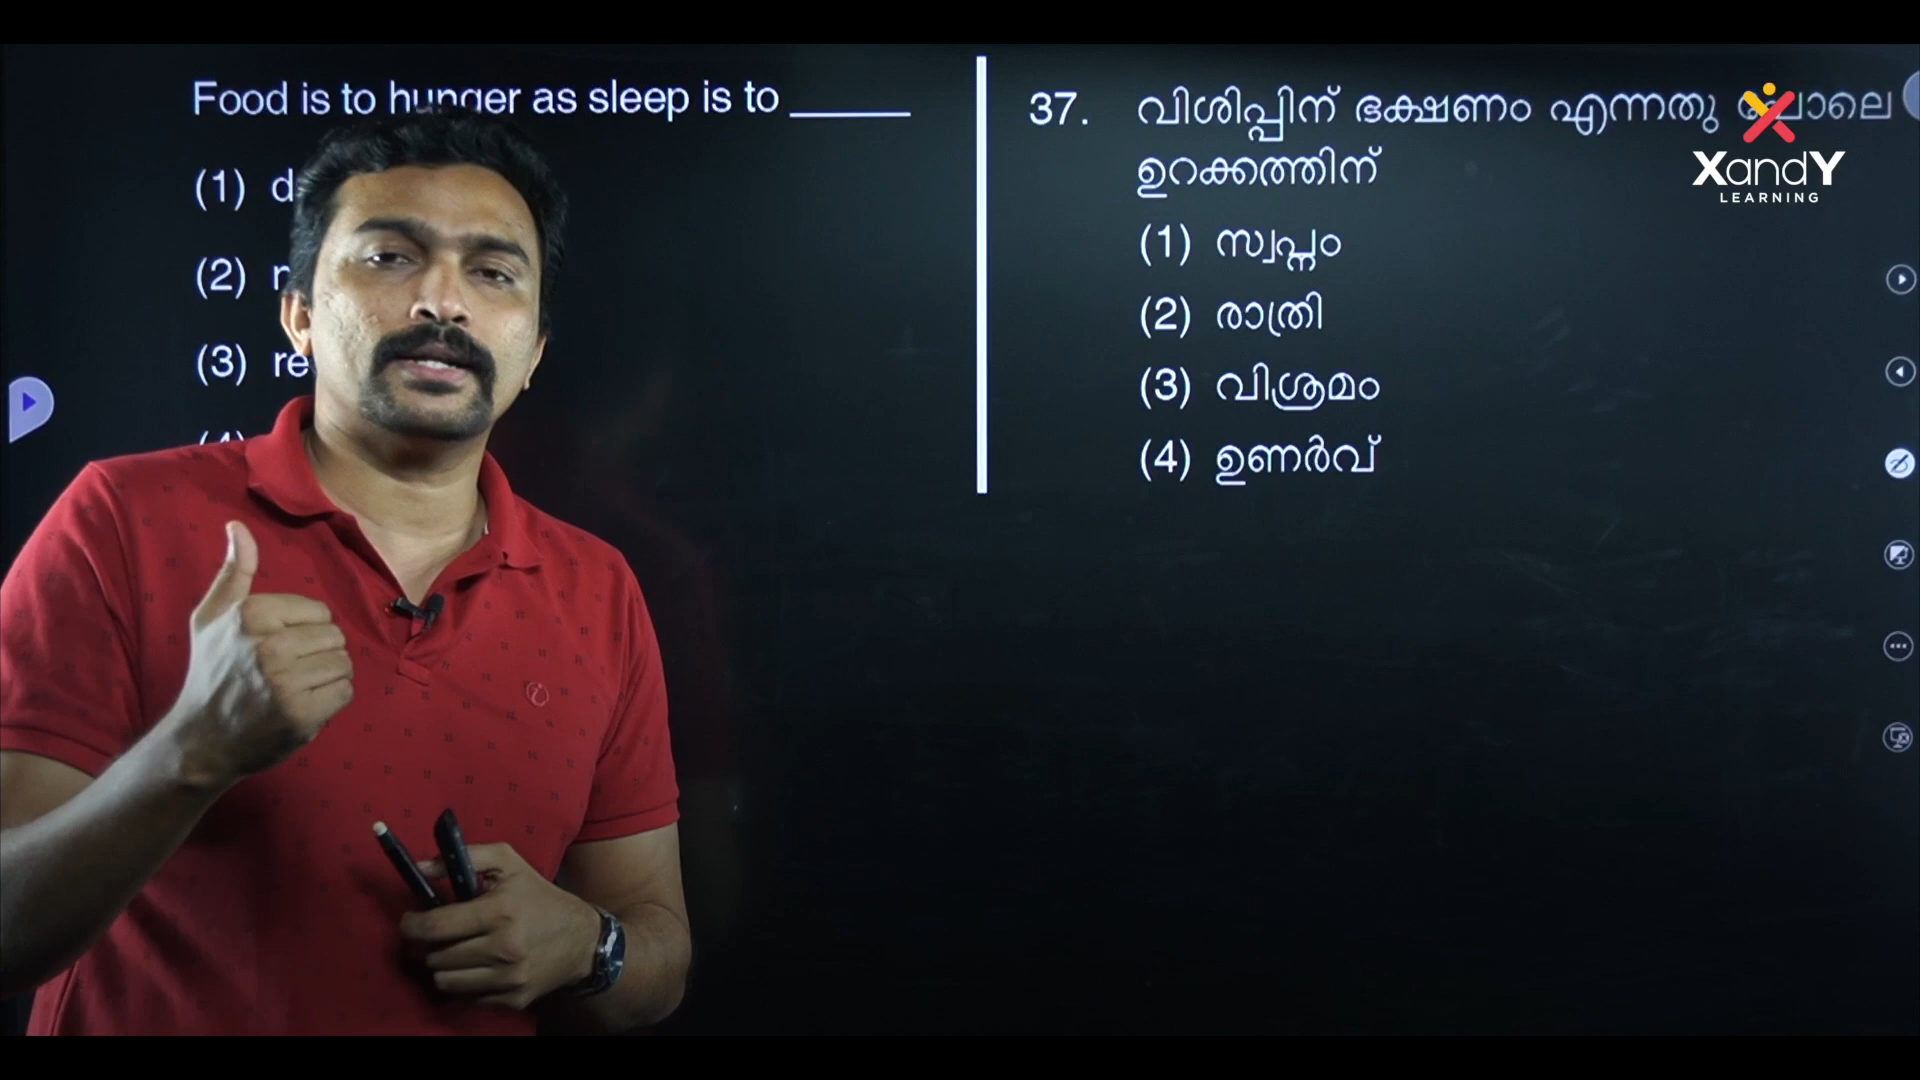 Food is to hunger as sleep is to ______
(1)
(2)
(3)
37. വിശിപ്പിന് ഭക്ഷണം എന്നതു പോലെ
ഉറക്കത്തിന്
(1) സ്വപ്നം
(2) രാത്രി
(3) വിശ്രമം
(4) ഉണർവ്
XandY
LEARNING